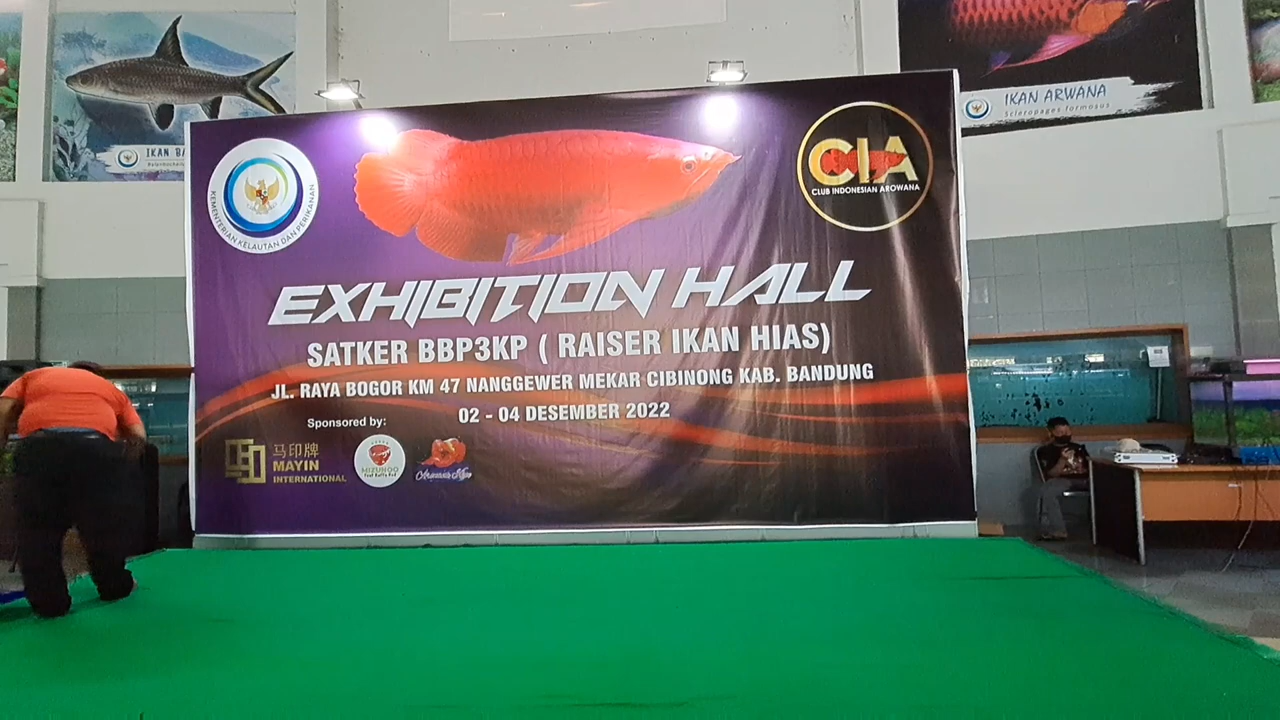 IKAN BA
IKAN ARWANA
Scleropages formosus
KEMENTERIAN KELAUTAN DAN PERIKANAN
CIA
CLUB INDONESIAN AROWANA
EXHIBITION HALL
SATKER BBP3KP ( RAISER IKAN HIAS)
JL. RAYA BOGOR KM 47 NANGGEWER MEKAR CIBINONG KAB. BANDUNG
02 - 04 DESEMBER 2022
Sponsored by:
马印牌
MAYIN
INTERNATIONAL
MIZUNOO